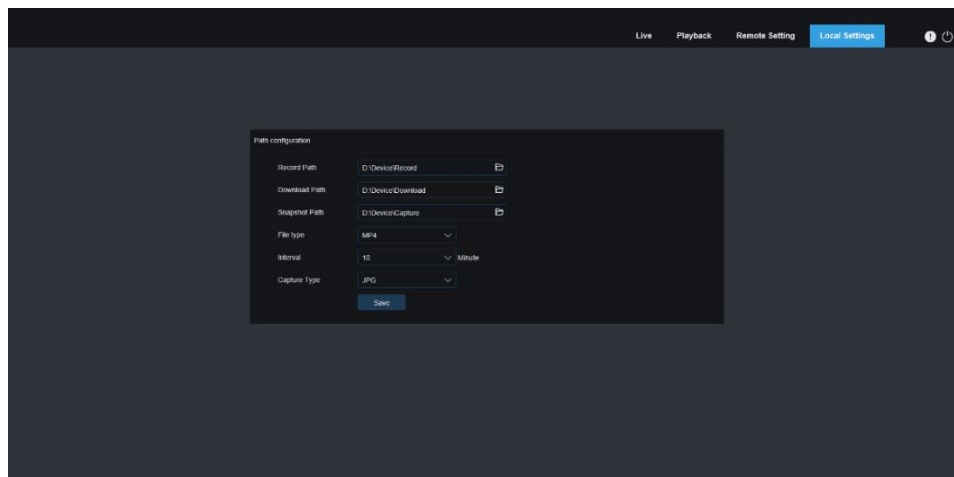 Live Playback Remote Setting Local Settings
Path configuration
Record Path D:\Device\Record
Download Path D:\Device\Download
Snapshot Path D:\Device\Capture
File type MP4
Interval 10 Minute
Capture Type JPG
Save